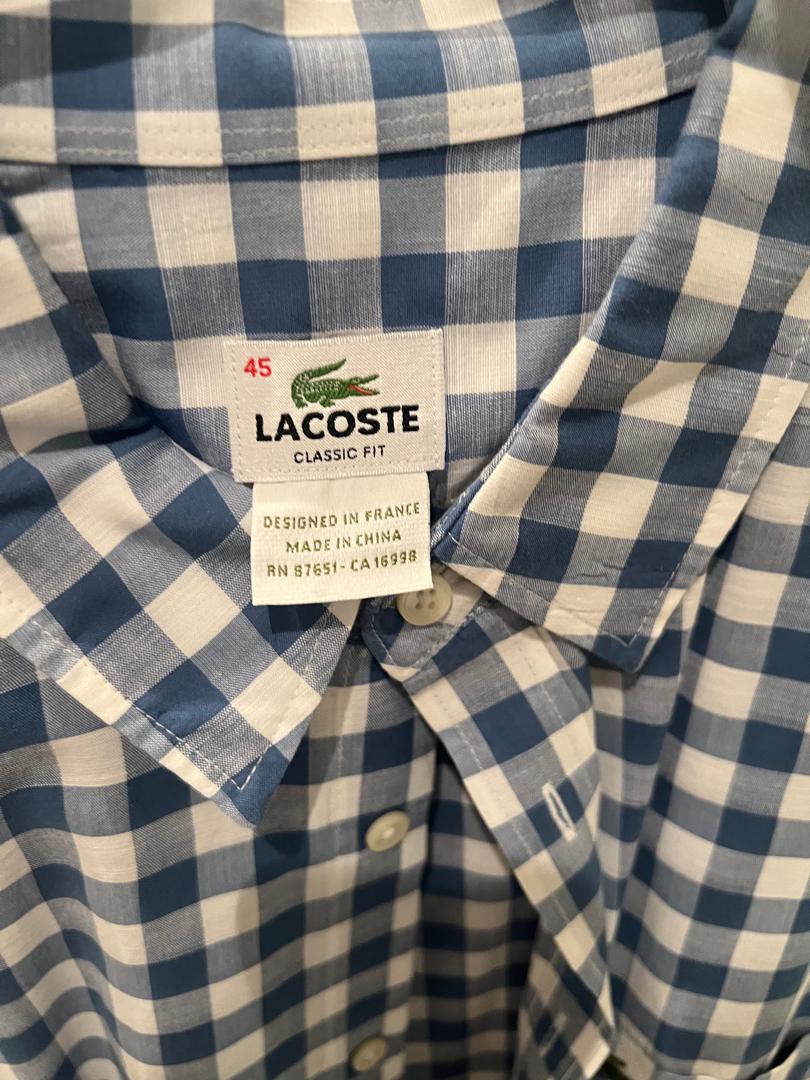 45
LACOSTE
CLASSIC FIT
DESIGNED IN FRANCE
MADE IN CHINA
RN 87651 - CA 16998